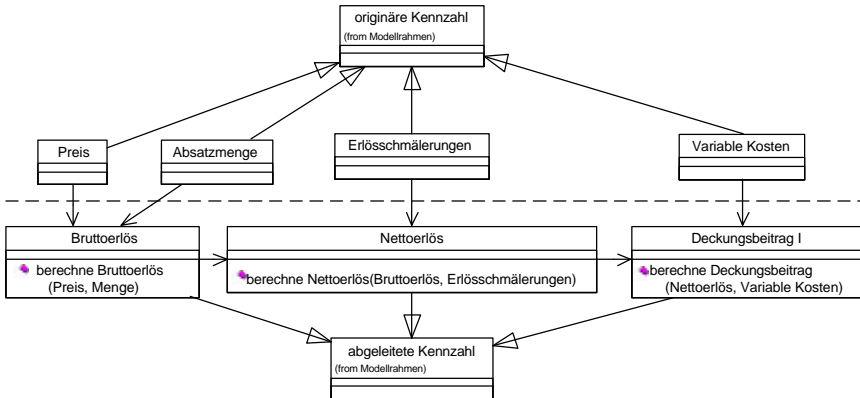 originäre Kennzahl
(from Modellrahmen)
Preis
Absatzmenge
Erlösschmälerungen
Variable Kosten
Bruttoerlös
berechne Bruttoerlös
(Preis, Menge)
Nettoerlös
berechne Nettoerlös(Bruttoerlös, Erlösschmälerungen)
Deckungsbeitrag I
berechne Deckungsbeitrag
(Nettoerlös, Variable Kosten)
abgeleitete Kennzahl
(from Modellrahmen)